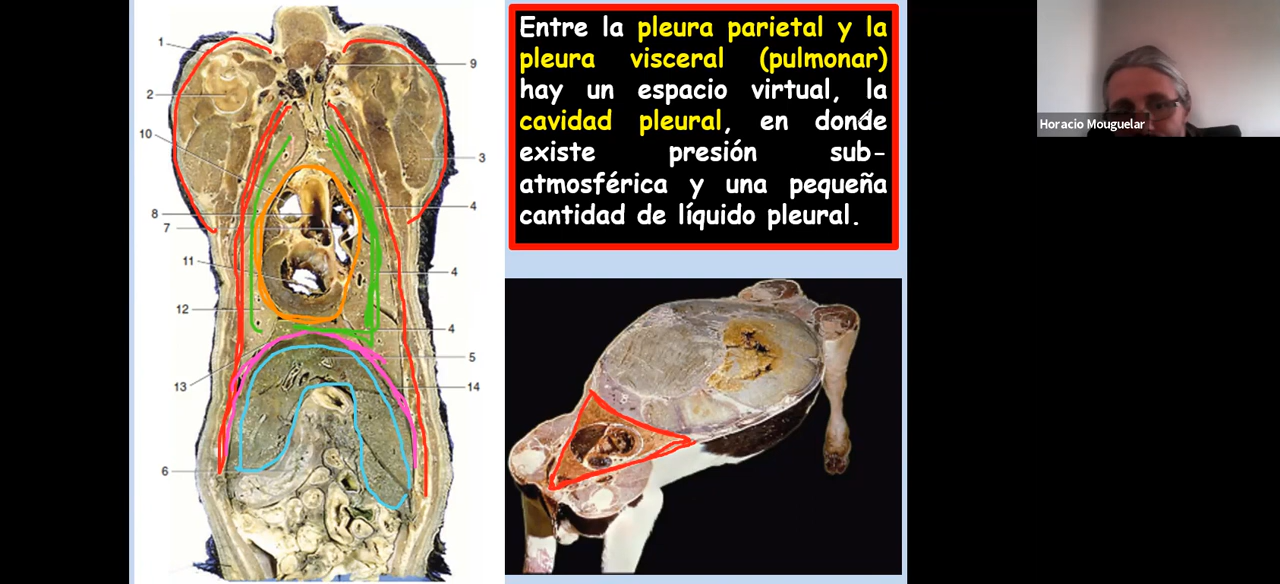 Entre la pleura parietal y la
pleura visceral (pulmonar)
hay un espacio virtual, la
cavidad pleural, en donde
existe presión sub-
atmosférica y una pequeña
cantidad de líquido pleural.
Horacio Mouguelar
1
2
10
8
7
11
12
13
6
9
3
4
4
4
5
14